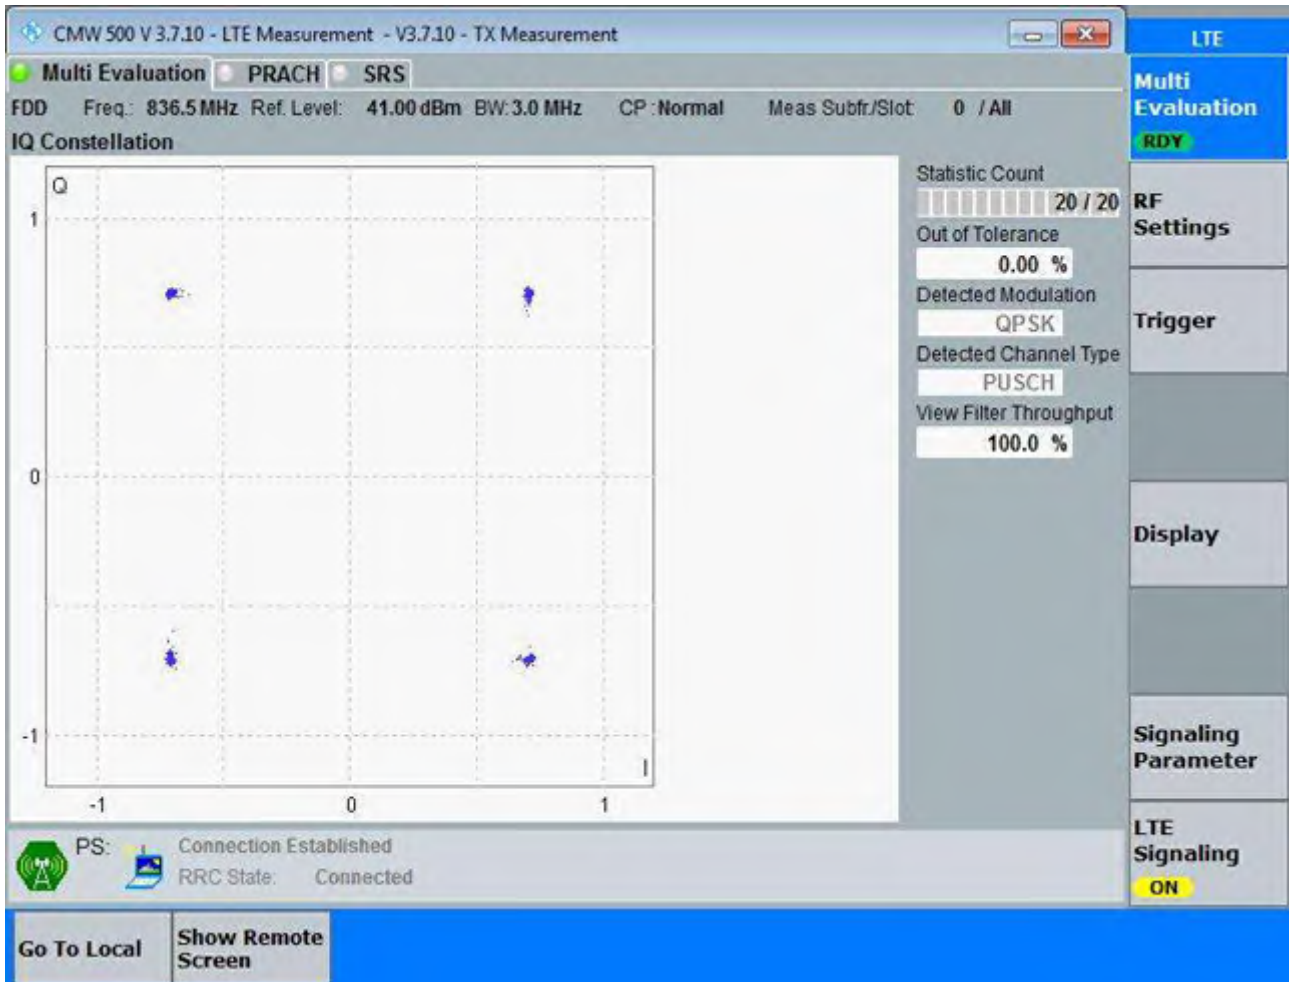 CMW 500 V 3.7.10 - LTE Measurement - V3.7.10 - TX Measurement
LTE
Multi Evaluation PRACH SRS
FDD Freq.: 836.5 MHz Ref. Level: 41.00 dBm BW: 3.0 MHz CP : Normal Meas Subfr./Slot: 0 / All
IQ Constellation
Multi
Evaluation
RDY
Q
1
0
-1
I
-1 0 1
Statistic Count
20 / 20
Out of Tolerance
0.00 %
Detected Modulation
QPSK
Detected Channel Type
PUSCH
View Filter Throughput
100.0 %
RF
Settings
Trigger
Display
Signaling
Parameter
LTE
Signaling
ON
PS: Connection Established
RRC State: Connected
Go To Local
Show Remote
Screen